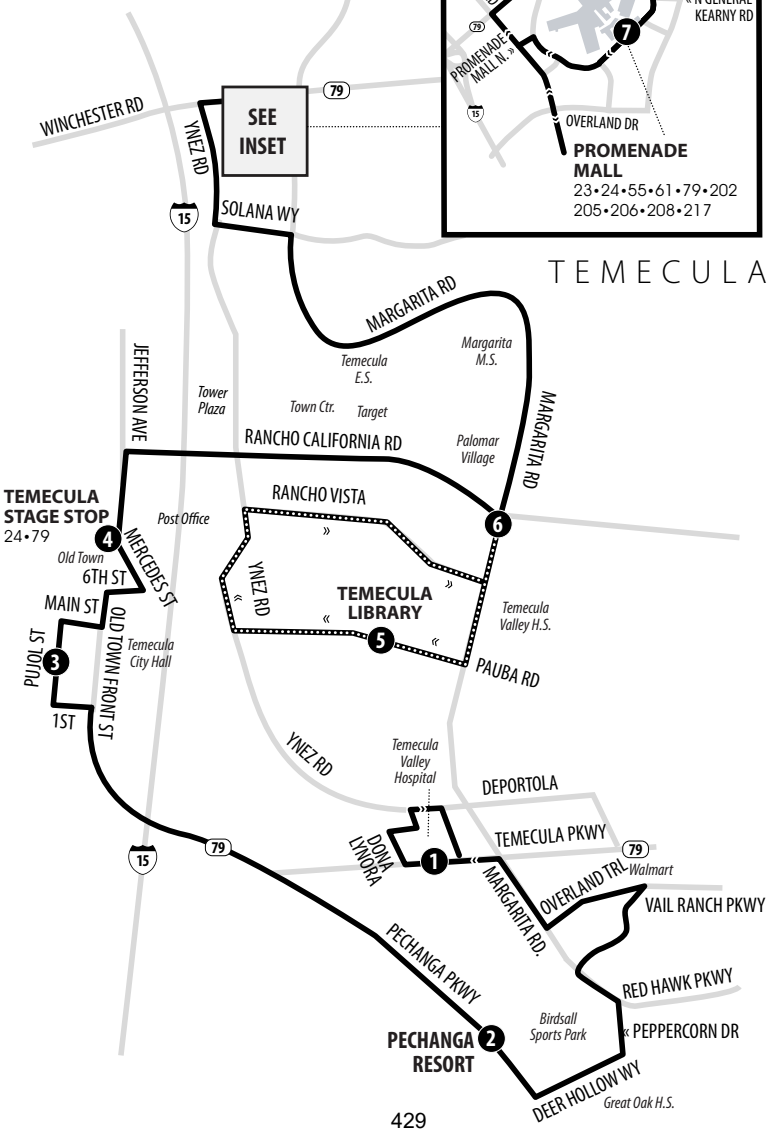 « N GENERAL
KEARNY RD
79
7
PROMENADE
MALL N. »
15
OVERLAND DR
PROMENADE
MALL
23•24•55•61•79•202
205•206•208•217
79
WINCHESTER RD
SEE
INSET
YNEZ RD
15
SOLANA WY
TEMECULA
MARGARITA RD
Margarita
M.S.
Temecula
E.S.
JEFFERSON AVE
Tower
Plaza
Town Ctr.
Target
MARGARITA RD
RANCHO CALIFORNIA RD
Palomar
Village
TEMECULA
STAGE STOP
24•79
4
Post Office
RANCHO VISTA
6
»
MERCEDES ST
Old Town
6TH ST
YNEZ RD
»
«
TEMECULA
LIBRARY
MAIN ST
OLD TOWN FRONT ST
Temecula
Valley H.S.
«
5
«
Temecula
City Hall
PUJOL ST
3
PAUBA RD
1ST
YNEZ RD
Temecula
Valley
Hospital
DEPORTOLA
»
TEMECULA PKWY
79
79
15
DONA
LYNORA
1
«
MARGARITA RD.
OVERLAND TRL
Walmart
VAIL RANCH PKWY
PECHANGA PKWY
RED HAWK PKWY
Birdsall
Sports Park
« PEPPERCORN DR
PECHANGA
RESORT
2
DEER HOLLOW WY
Great Oak H.S.
429